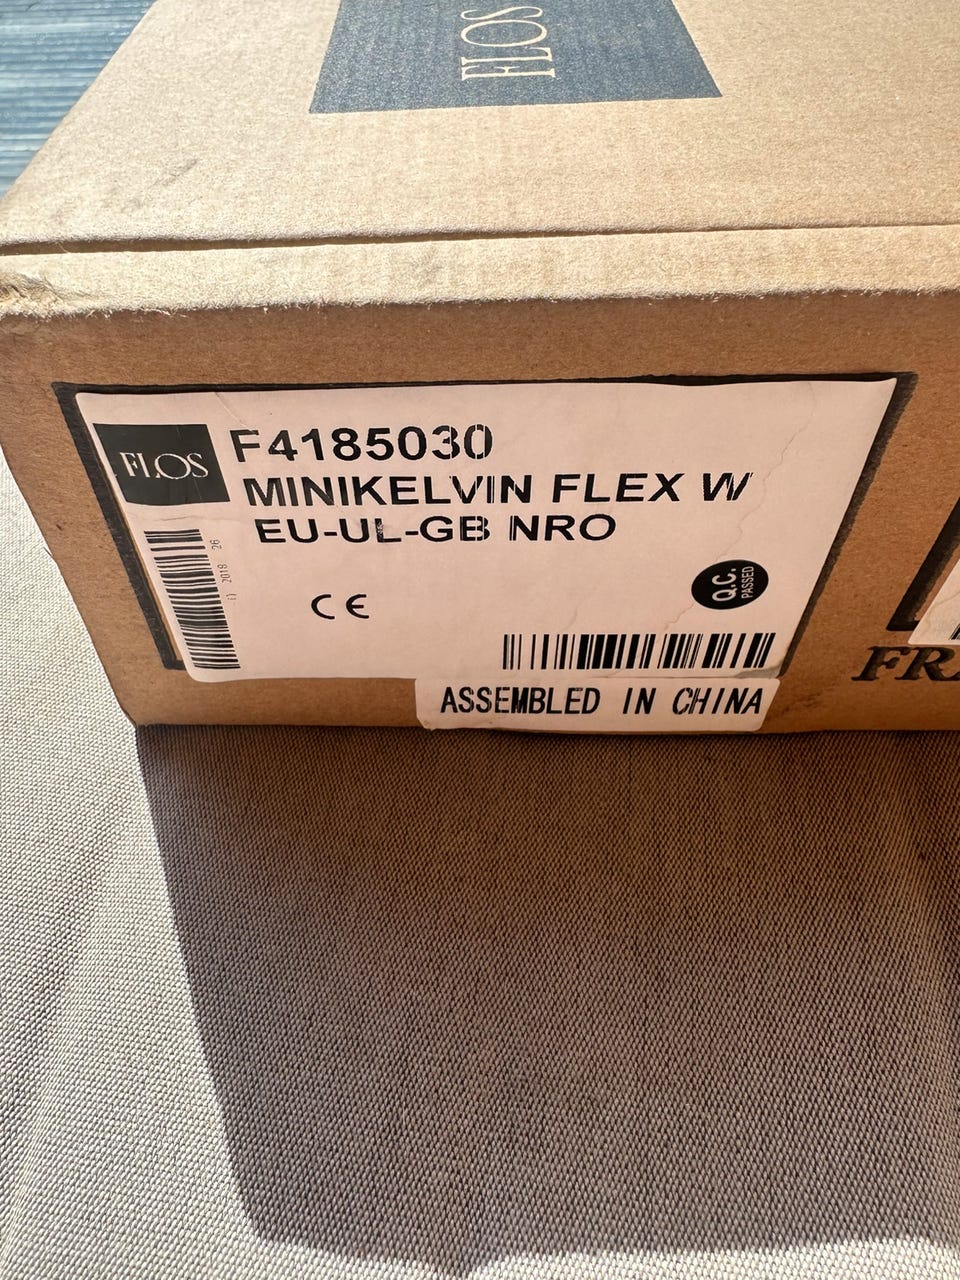 FLOS
FLOS
F4185030
MINIKELVIN FLEX W
EU-UL-GB NRO
2018 26
CE
Q.C.
PASSED
ASSEMBLED IN CHINA